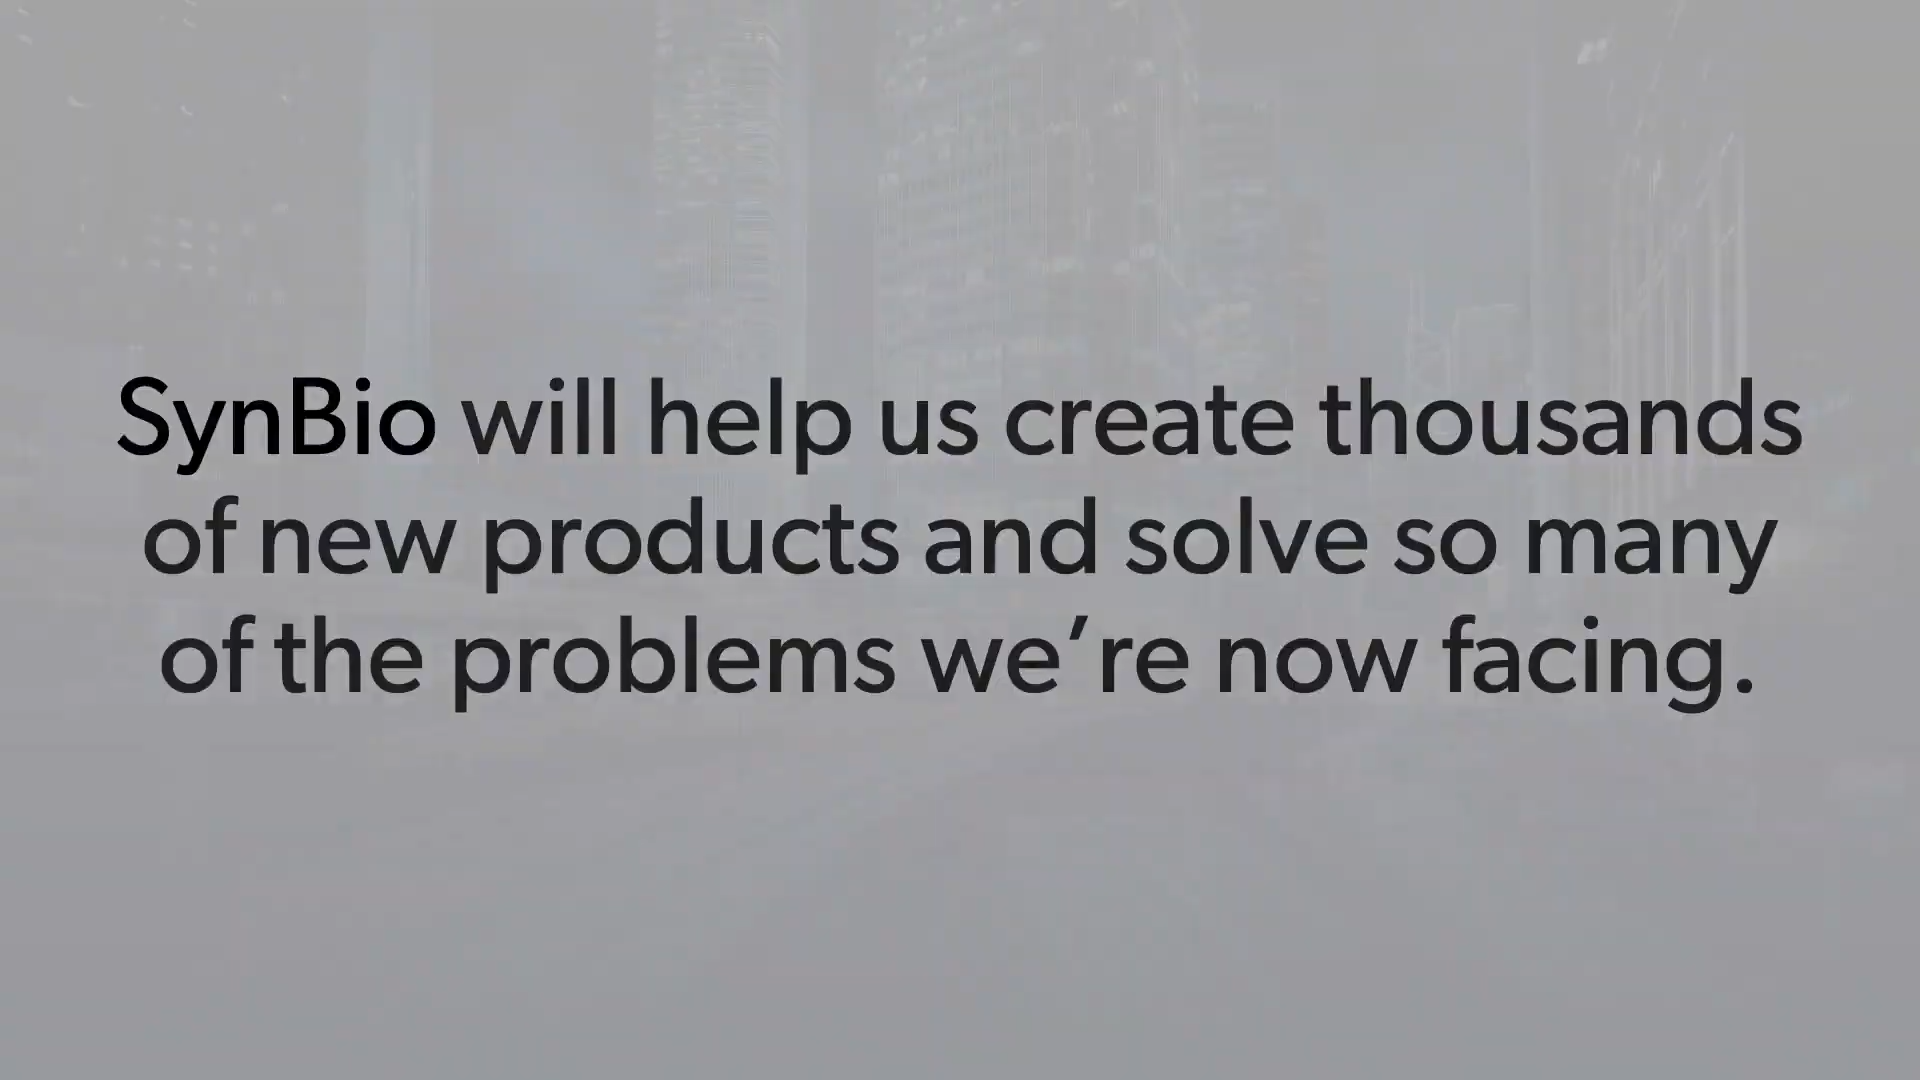 SynBio will help us create thousands
of new products and solve so many
of the problems we’re now facing.